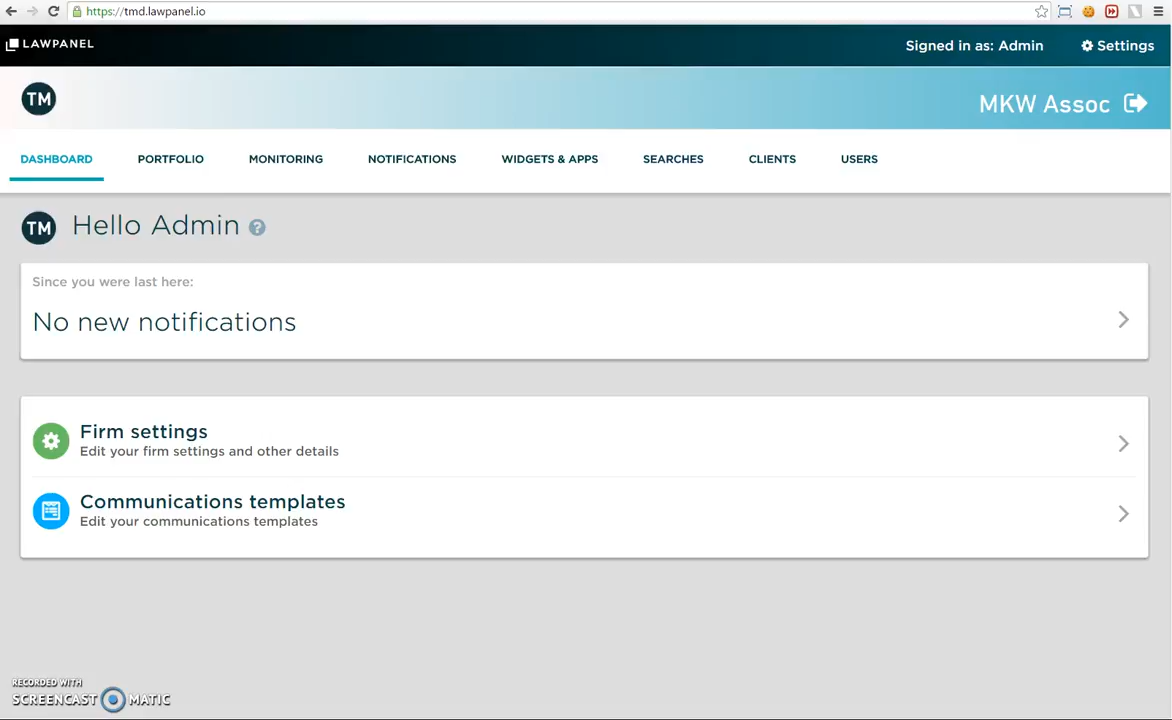 https://tmd.lawpanel.io
LAWPANEL
Signed in as: Admin
Settings
TM
MKW Assoc
DASHBOARD
PORTFOLIO
MONITORING
NOTIFICATIONS
WIDGETS & APPS
SEARCHES
CLIENTS
USERS
TM
Hello Admin ?
Since you were last here:
No new notifications
Firm settings
Edit your firm settings and other details
Communications templates
Edit your communications templates
RECORDED WITH
SCREENCAST MATIC